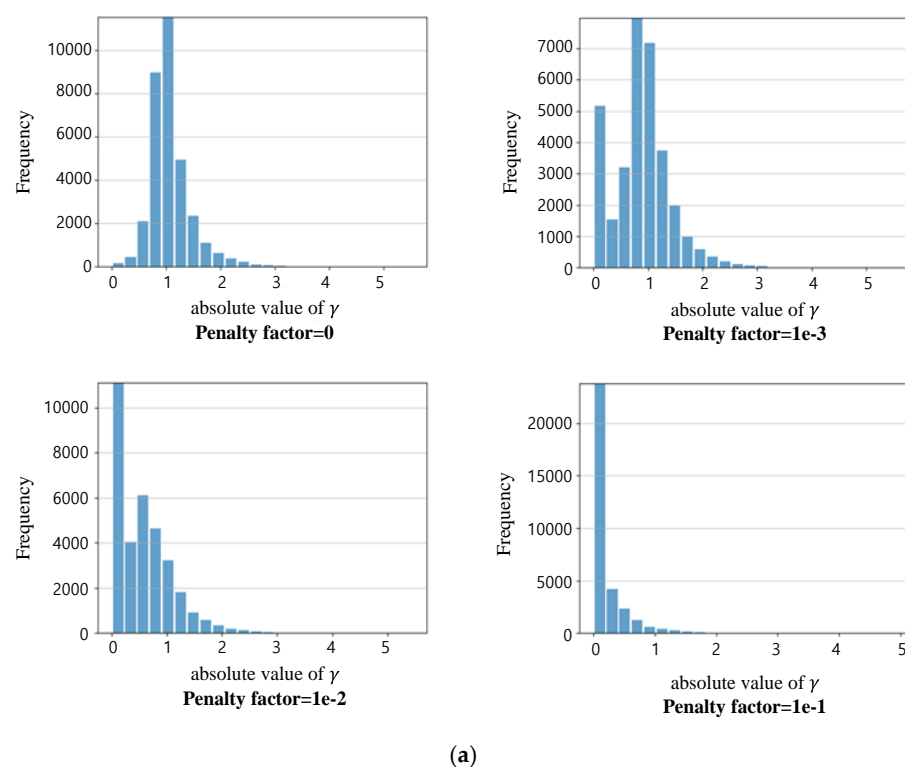 10000
8000
6000
4000
2000
0
Frequency
0 1 2 3 4 5
absolute value of γ
Penalty factor=0
7000
6000
5000
4000
3000
2000
1000
0
Frequency
0 1 2 3 4 5
absolute value of γ
Penalty factor=1e-3
10000
8000
6000
4000
2000
0
Frequency
0 1 2 3 4 5
absolute value of γ
Penalty factor=1e-2
20000
15000
10000
5000
0
Frequency
0 1 2 3 4 5
absolute value of γ
Penalty factor=1e-1
(a)